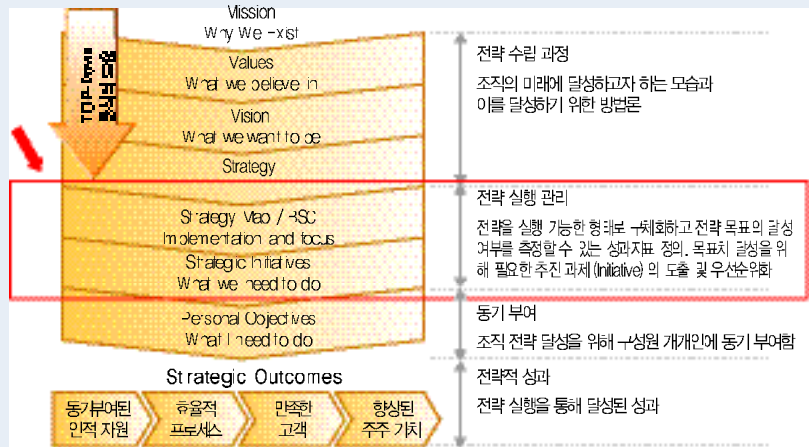 Mission
Why We Exist
Values
What we believe in
Vision
What we want to be
Strategy
Strategy Map / BSC
Implementation and focus
Strategic Initiatives
What we need to do
Personal Objectives
What I need to do
Strategic Outcomes
동기부여된
인적 자원
효율적
프로세스
만족한
고객
향상된
주주 가치
전략 수립 과정
조직의 미래에 달성하고자 하는 모습과
이를 달성하기 위한 방법론
전략 실행 관리
전략을 실행 가능한 형태로 구체화하고 전략 목표의 달성
여부를 측정할 수 있는 성과지표 정의. 목표치 달성을 위
해 필요한 추진 과제 (Initiative) 의 도출 및 우선순위화
동기 부여
조직 전략 달성을 위해 구성원 개개인에 동기 부여함
전략적 성과
전략 실행을 통해 달성된 성과